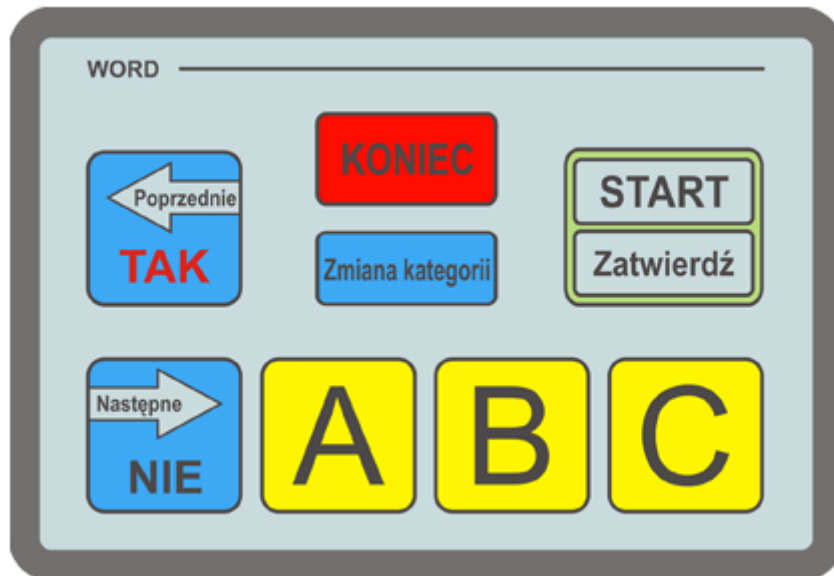 WORD
Poprzednie
TAK
KONIEC
Zmiana kategorii
START
Zatwierdź
Następne
NIE
A
B
C